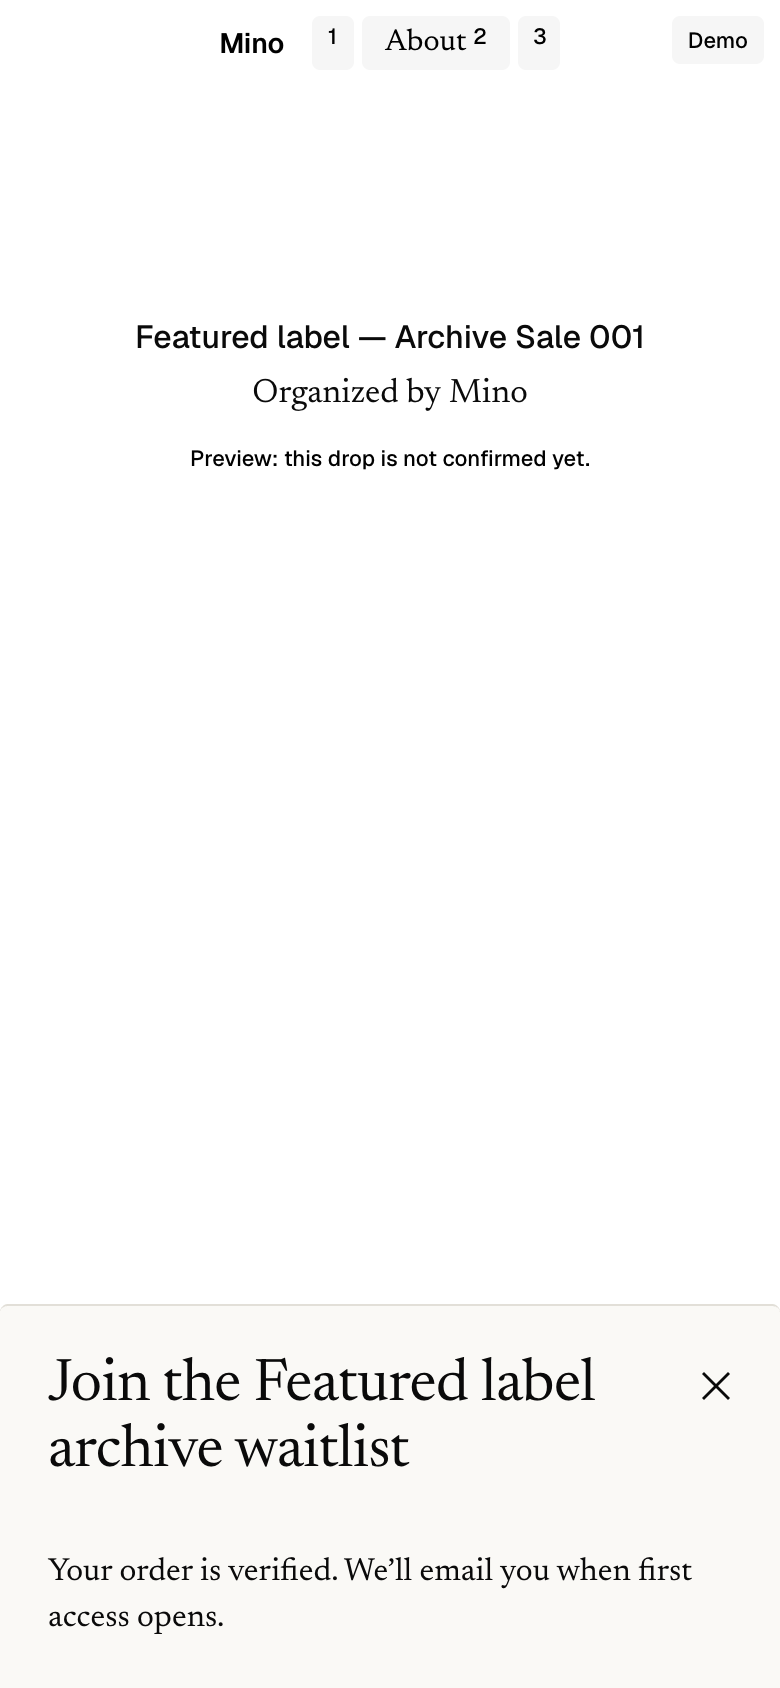 Mino 1 About 2 3 Demo
Featured label — Archive Sale 001
Organized by Mino
Preview: this drop is not confirmed yet.
Join the Featured label
archive waitlist
Your order is verified. We’ll email you when first
access opens.